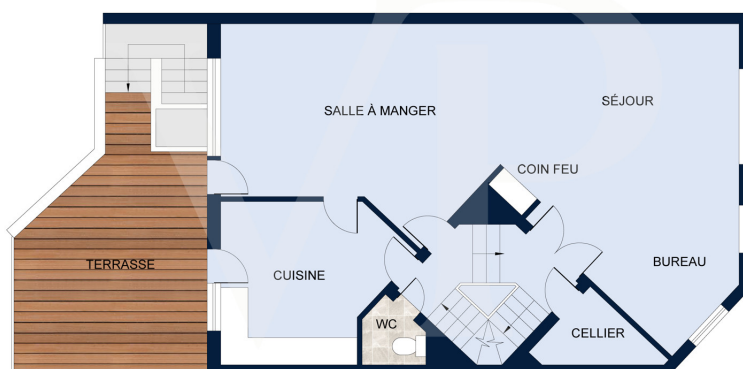 SÉJOUR
SALLE À MANGER
COIN FEU
TERRASSE
BUREAU
CUISINE
WC
CELLIER